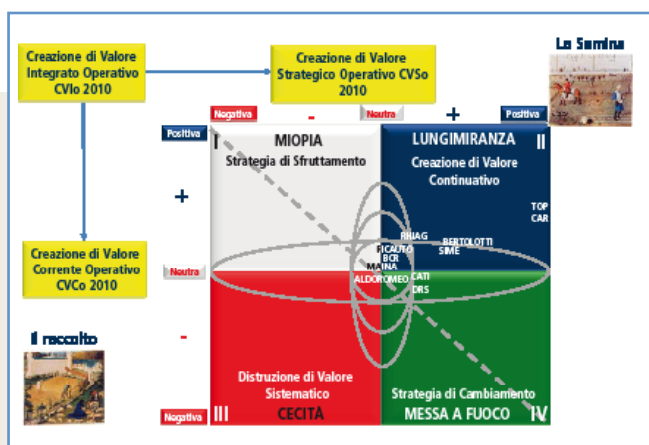 La Semina
Creazione di Valore
Integrato Operativo
CVIo 2010
Creazione di Valore
Strategico Operativo CVSo
2010
Negativa
-
Neutra
+
Positiva
Positiva
I
MIOPIA
Strategia di Sfruttamento
LUNGIMIRANZA
II
Creazione di Valore
Continuativo
+
TOP
CAR
RHIAG
BERTOLOTTI
SIME
RICAUTO
BCR
MAINA
Creazione di Valore
Corrente Operativo
CVCo 2010
Neutra
ALDOROMEO
CATI
DRS
Il raccolto
-
Distruzione di Valore
Sistematico
CECITÀ
Strategia di Cambiamento
MESSA A FUOCO
Negativa
III
IV